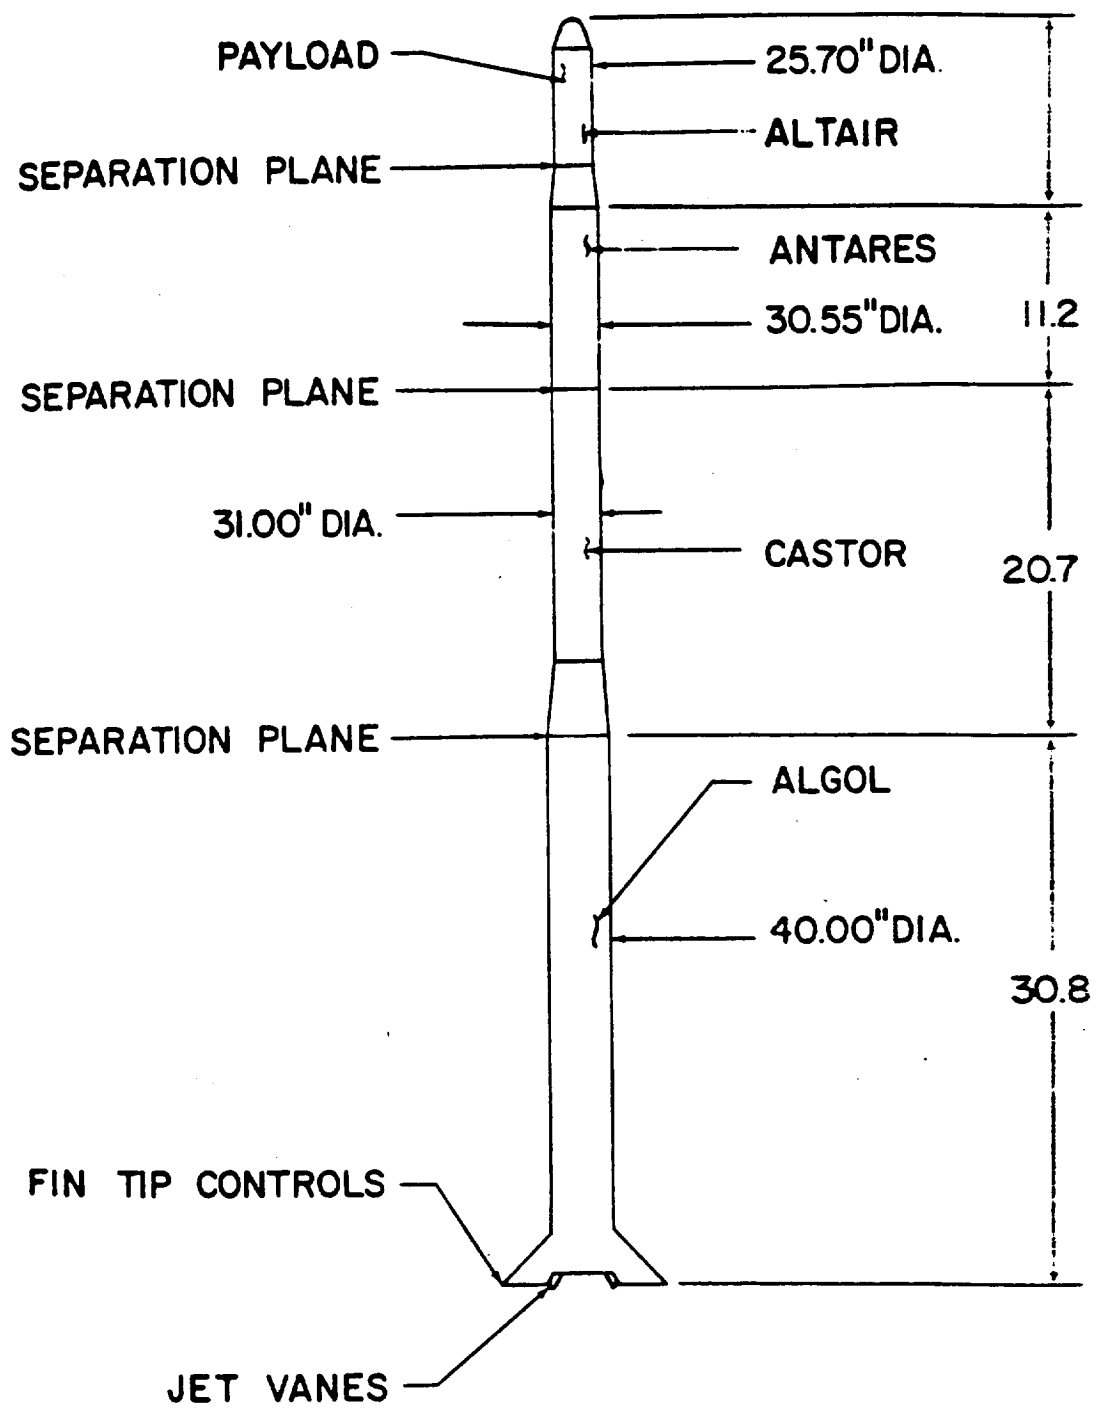 PAYLOAD
25.70" DIA.
ALTAIR
SEPARATION PLANE
ANTARES
30.55" DIA.
11.2
SEPARATION PLANE
31.00" DIA.
CASTOR
20.7
SEPARATION PLANE
ALGOL
40.00" DIA.
30.8
FIN TIP CONTROLS
JET VANES